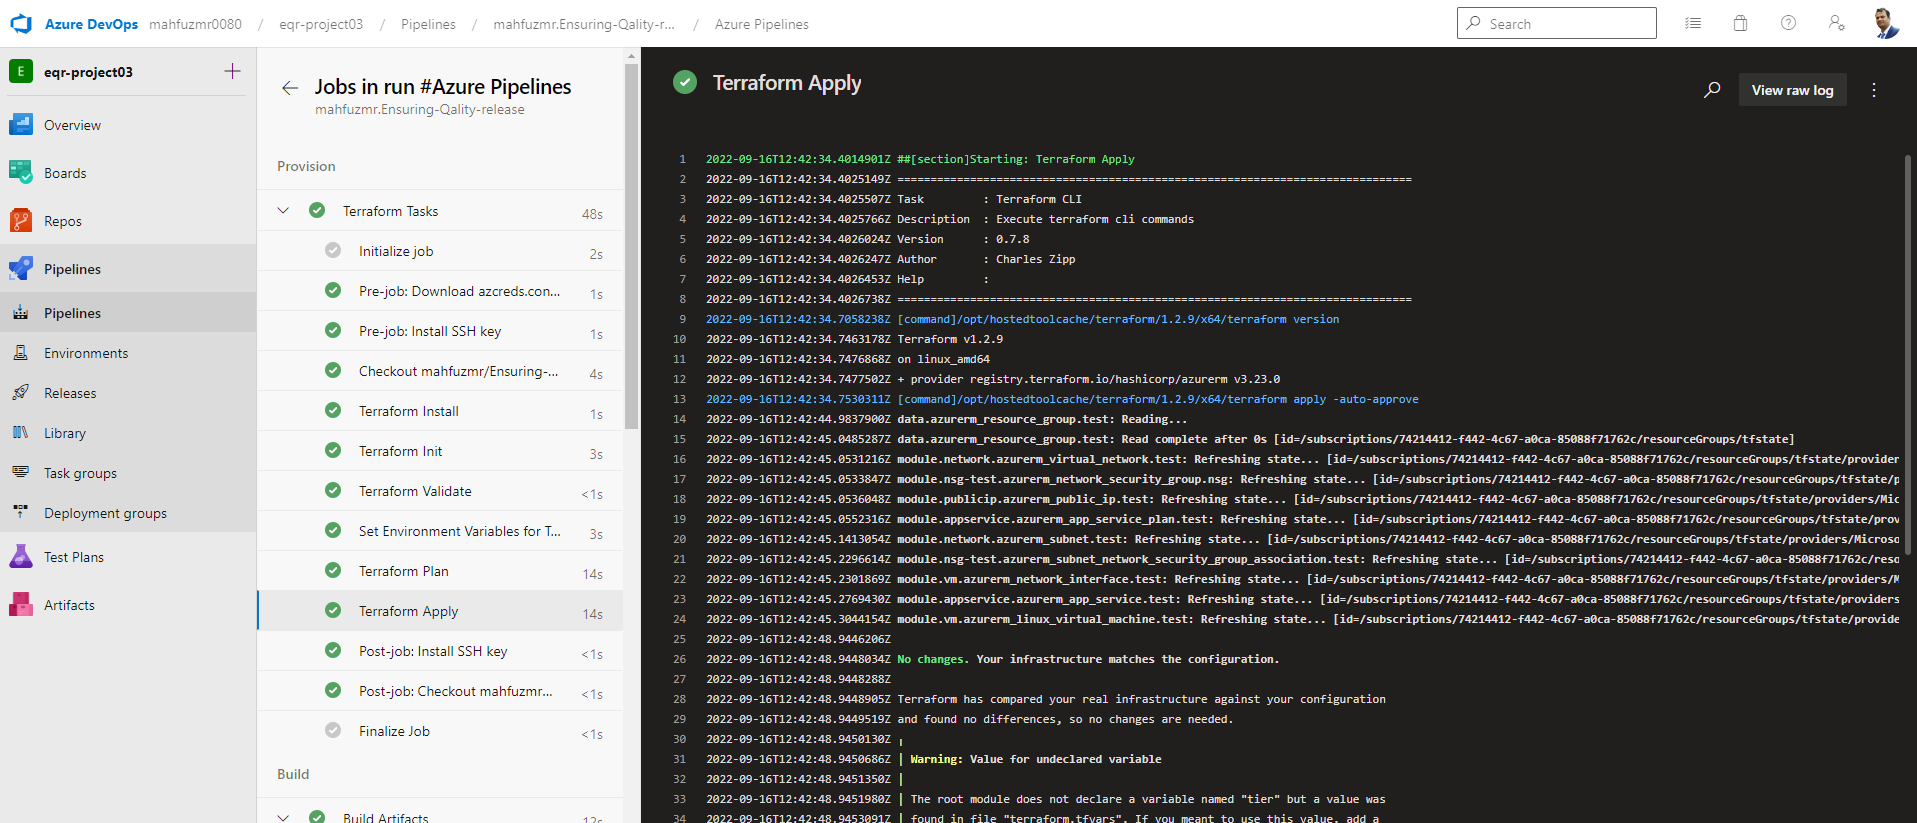 Azure DevOps mahfuzmr0080 / eqr-project03 / Pipelines / mahfuzmr.Ensuring-Qality-r... / Azure Pipelines
Search
E eqr-project03
Overview
Boards
Repos
Pipelines
Pipelines
Environments
Releases
Library
Task groups
Deployment groups
Test Plans
Artifacts
Jobs in run #Azure Pipelines
mahfuzmr.Ensuring-Qality-release
Provision
Terraform Tasks 48s
Initialize job 2s
Pre-job: Download azcreds.con... 1s
Pre-job: Install SSH key 1s
Checkout mahfuzmr/Ensuring-... 4s
Terraform Install 1s
Terraform Init 3s
Terraform Validate <1s
Set Environment Variables for T... 3s
Terraform Plan 14s
Terraform Apply 14s
Post-job: Install SSH key <1s
Post-job: Checkout mahfuzmr... <1s
Finalize Job <1s
Build
Build Artifacts 12s
Terraform Apply
View raw log
1 2022-09-16T12:42:34.4014901Z ##[section]Starting: Terraform Apply
2 2022-09-16T12:42:34.4025149Z ==============================================================================
3 2022-09-16T12:42:34.4025507Z Task : Terraform CLI
4 2022-09-16T12:42:34.4025766Z Description : Execute terraform cli commands
5 2022-09-16T12:42:34.4026024Z Version : 0.7.8
6 2022-09-16T12:42:34.4026247Z Author : Charles Zipp
7 2022-09-16T12:42:34.4026453Z Help :
8 2022-09-16T12:42:34.4026738Z ==============================================================================
9 2022-09-16T12:42:34.7058238Z [command]/opt/hostedtoolcache/terraform/1.2.9/x64/terraform version
10 2022-09-16T12:42:34.7463178Z Terraform v1.2.9
11 2022-09-16T12:42:34.7476868Z on linux_amd64
12 2022-09-16T12:42:34.7477502Z + provider registry.terraform.io/hashicorp/azurerm v3.23.0
13 2022-09-16T12:42:34.7530311Z [command]/opt/hostedtoolcache/terraform/1.2.9/x64/terraform apply -auto-approve
14 2022-09-16T12:42:44.9837900Z data.azurerm_resource_group.test: Reading...
15 2022-09-16T12:42:45.0485287Z data.azurerm_resource_group.test: Read complete after 0s [id=/subscriptions/74214412-f442-4c67-a0ca-85088f71762c/resourceGroups/tfstate]
16 2022-09-16T12:42:45.0531216Z module.network.azurerm_virtual_network.test: Refreshing state... [id=/subscriptions/74214412-f442-4c67-a0ca-85088f71762c/resourceGroups/tfstate/provider
17 2022-09-16T12:42:45.0533847Z module.nsg-test.azurerm_network_security_group.nsg: Refreshing state... [id=/subscriptions/74214412-f442-4c67-a0ca-85088f71762c/resourceGroups/tfstate/p
18 2022-09-16T12:42:45.0536048Z module.publicip.azurerm_public_ip.test: Refreshing state... [id=/subscriptions/74214412-f442-4c67-a0ca-85088f71762c/resourceGroups/tfstate/providers/Mic
19 2022-09-16T12:42:45.0552316Z module.appservice.azurerm_app_service_plan.test: Refreshing state... [id=/subscriptions/74214412-f442-4c67-a0ca-85088f71762c/resourceGroups/tfstate/prov
20 2022-09-16T12:42:45.1413054Z module.network.azurerm_subnet.test: Refreshing state... [id=/subscriptions/74214412-f442-4c67-a0ca-85088f71762c/resourceGroups/tfstate/providers/Microso
21 2022-09-16T12:42:45.2296614Z module.nsg-test.azurerm_subnet_network_security_group_association.test: Refreshing state... [id=/subscriptions/74214412-f442-4c67-a0ca-85088f71762c/reso
22 2022-09-16T12:42:45.2301869Z module.vm.azurerm_network_interface.test: Refreshing state... [id=/subscriptions/74214412-f442-4c67-a0ca-85088f71762c/resourceGroups/tfstate/providers/M
23 2022-09-16T12:42:45.2769430Z module.appservice.azurerm_app_service.test: Refreshing state... [id=/subscriptions/74214412-f442-4c67-a0ca-85088f71762c/resourceGroups/tfstate/providers
24 2022-09-16T12:42:45.3044154Z module.vm.azurerm_linux_virtual_machine.test: Refreshing state... [id=/subscriptions/74214412-f442-4c67-a0ca-85088f71762c/resourceGroups/tfstate/provide
25 2022-09-16T12:42:48.9446206Z
26 2022-09-16T12:42:48.9448034Z No changes. Your infrastructure matches the configuration.
27 2022-09-16T12:42:48.9448288Z
28 2022-09-16T12:42:48.9448905Z Terraform has compared your real infrastructure against your configuration
29 2022-09-16T12:42:48.9449519Z and found no differences, so no changes are needed.
30 2022-09-16T12:42:48.9450130Z ╷
31 2022-09-16T12:42:48.9450686Z │ Warning: Value for undeclared variable
32 2022-09-16T12:42:48.9451350Z │
33 2022-09-16T12:42:48.9451980Z │ The root module does not declare a variable named "tier" but a value was
34 2022-09-16T12:42:48.9453091Z │ found in file "terraform.tfvars". If you meant to use this value, add a